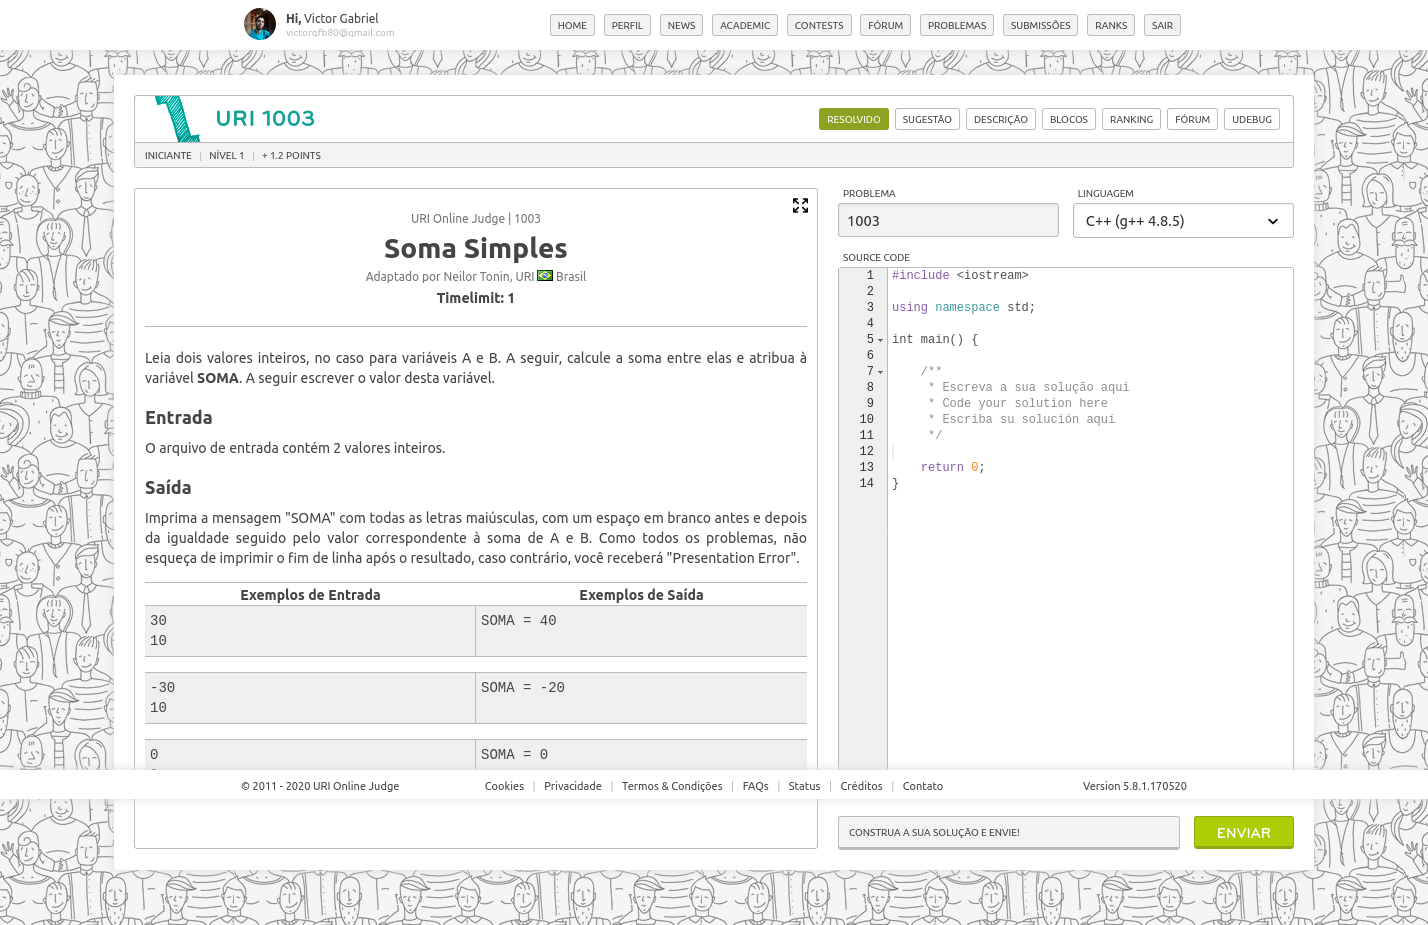 Hi, Victor Gabriel
victorgfb80@gmail.com
HOME PERFIL NEWS ACADEMIC CONTESTS FÓRUM PROBLEMAS SUBMISSÕES RANKS SAIR
URI 1003
RESOLVIDO SUGESTÃO DESCRIÇÃO BLOCOS RANKING FÓRUM UDEBUG
INICIANTE | NÍVEL 1 | + 1.2 POINTS
URI Online Judge | 1003
Soma Simples
Adaptado por Neilor Tonin, URI Brasil
Timelimit: 1
Leia dois valores inteiros, no caso para variáveis A e B. A seguir, calcule a soma entre elas e atribua à
variável SOMA. A seguir escrever o valor desta variável.
Entrada
O arquivo de entrada contém 2 valores inteiros.
Saída
Imprima a mensagem "SOMA" com todas as letras maiúsculas, com um espaço em branco antes e depois
da igualdade seguido pelo valor correspondente à soma de A e B. Como todos os problemas, não
esqueça de imprimir o fim de linha após o resultado, caso contrário, você receberá "Presentation Error".
Exemplos de Entrada Exemplos de Saída
30 SOMA = 40
10
-30 SOMA = -20
10
0 SOMA = 0
PROBLEMA LINGUAGEM
1003 C++ (g++ 4.8.5)
SOURCE CODE
1 #include <iostream>
2
3 using namespace std;
4
5 int main() {
6
7 /**
8 * Escreva a sua solução aqui
9 * Code your solution here
10 * Escriba su solución aquí
11 */
12
13 return 0;
14 }
© 2011 - 2020 URI Online Judge Cookies | Privacidade | Termos & Condições | FAQs | Status | Créditos | Contato Version 5.8.1.170520
CONSTRUA A SUA SOLUÇÃO E ENVIE! ENVIAR